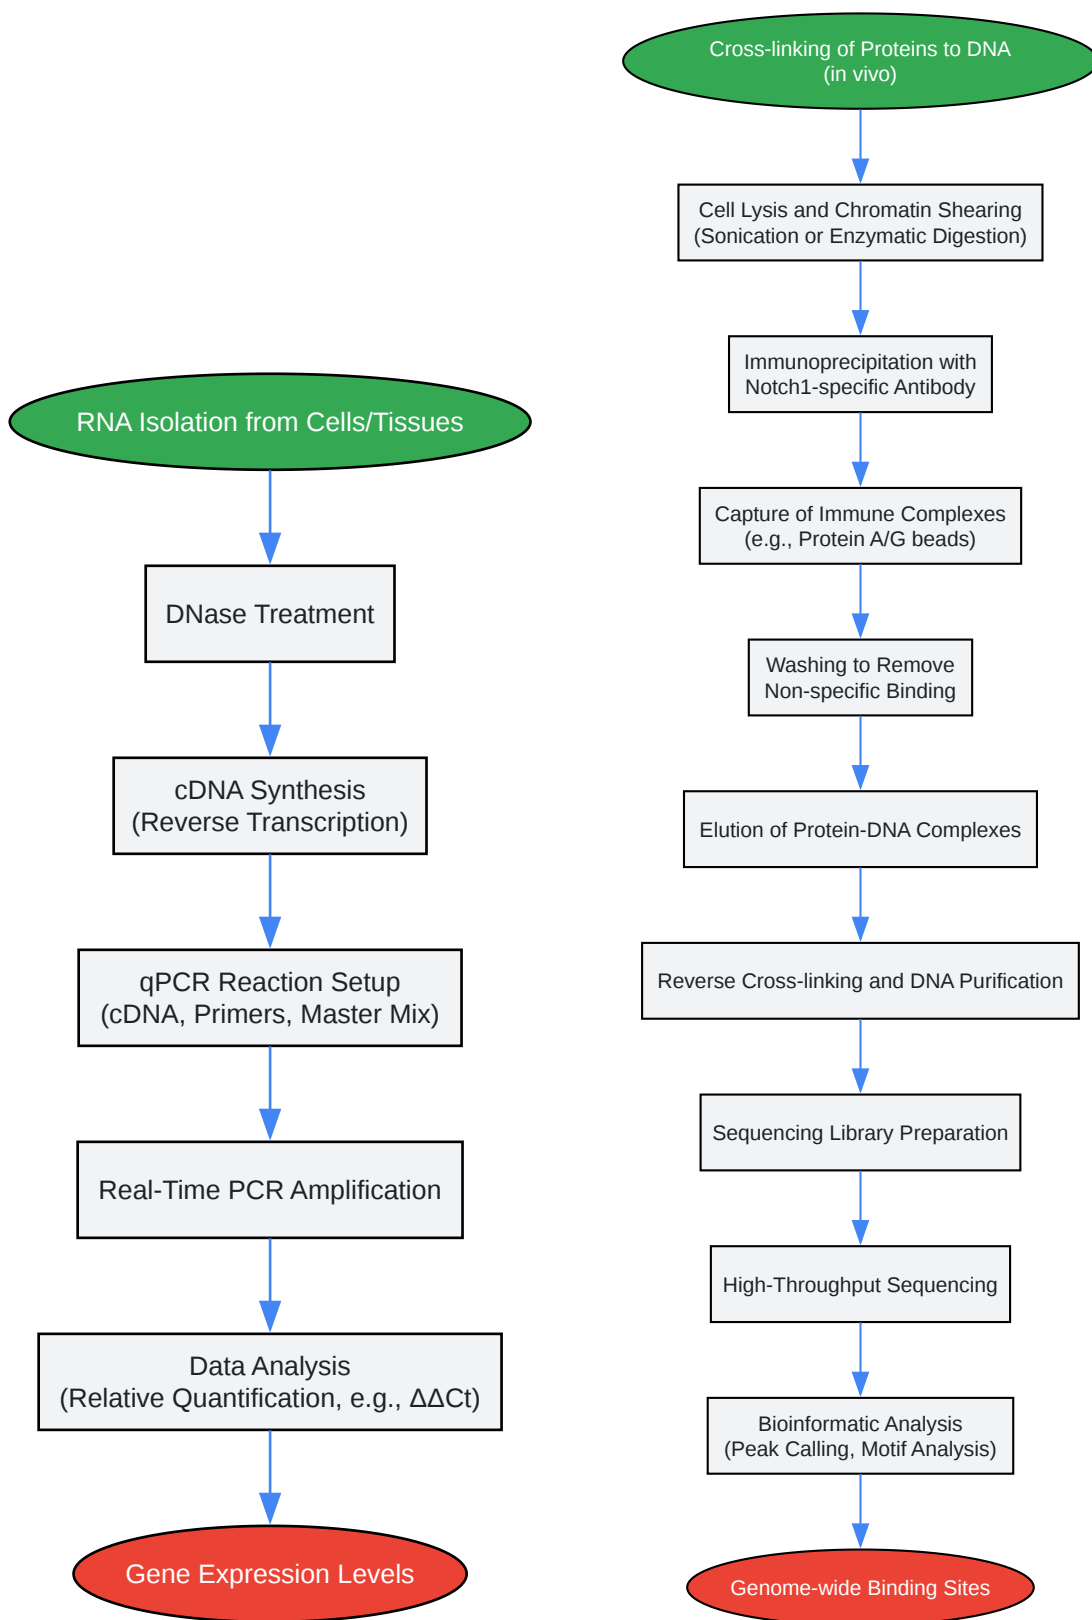 RNA Isolation from Cells/Tissues
DNase Treatment
cDNA Synthesis
(Reverse Transcription)
qPCR Reaction Setup
(cDNA, Primers, Master Mix)
Real-Time PCR Amplification
Data Analysis
(Relative Quantification, e.g., ΔΔCt)
Gene Expression Levels
Cross-linking of Proteins to DNA
(in vivo)
Cell Lysis and Chromatin Shearing
(Sonication or Enzymatic Digestion)
Immunoprecipitation with
Notch1-specific Antibody
Capture of Immune Complexes
(e.g., Protein A/G beads)
Washing to Remove
Non-specific Binding
Elution of Protein-DNA Complexes
Reverse Cross-linking and DNA Purification
Sequencing Library Preparation
High-Throughput Sequencing
Bioinformatic Analysis
(Peak Calling, Motif Analysis)
Genome-wide Binding Sites